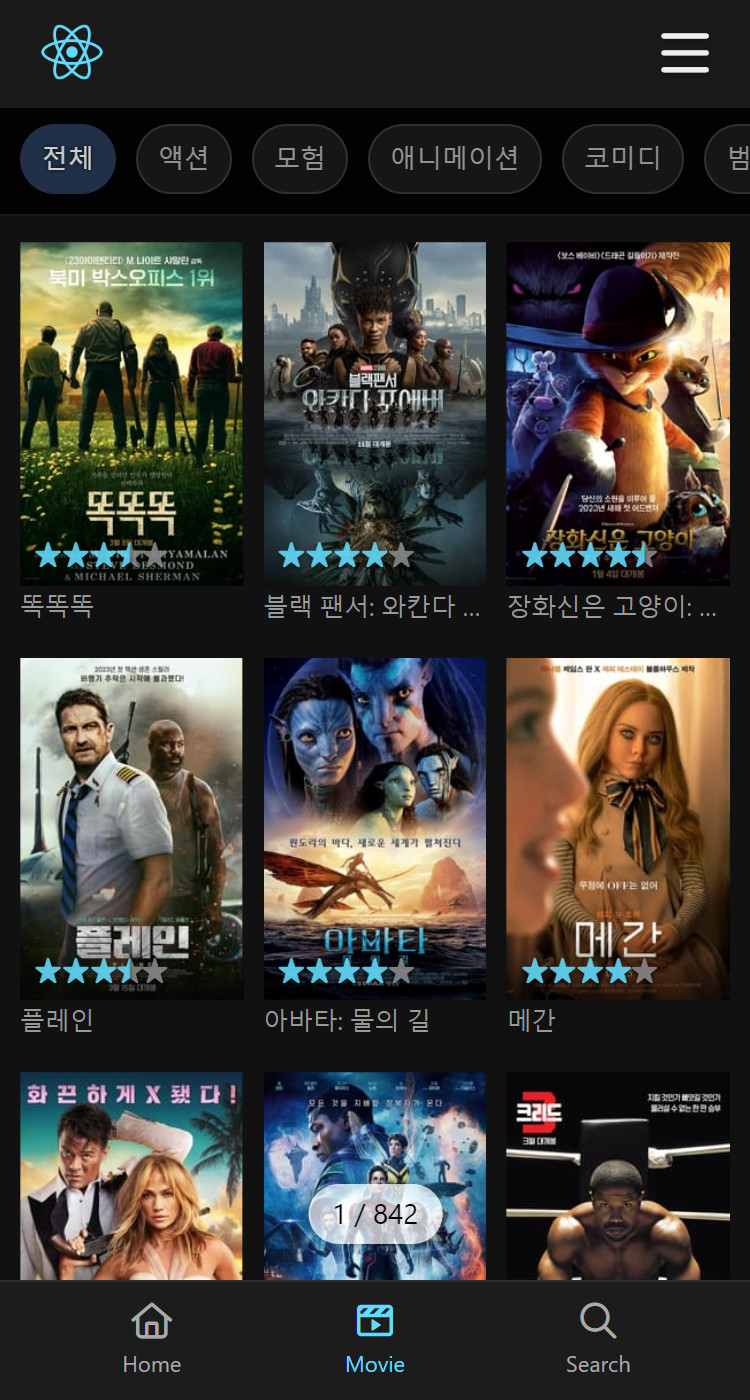 전체
액션
모험
애니메이션
코미디
범
〈23아이덴티티〉 M. 나이트 샤말란 감독
북미 박스오피스 1위
똑똑똑
3월 8일 대개봉
& MICHAEL SHERMAN
블랙팬서
와칸다 포에버
11월 대개봉
〈보스 베이비〉〈드래곤 길들이기〉 제작진
당신의 소원을 이루어 줄
2023년 새해 첫 어드벤처
장화신은 고양이
1월 4일 대개봉
똑똑똑
블랙 팬서: 와칸다 ...
장화신은 고양이: ...
2023년 첫 액션 생존 스릴러
비행기 추락은 시작에 불과했다!
플레인
3월 15일 대개봉
판도라의 바다, 새로운 세계가 펼쳐진다
아바타
제임스 완 X
블룸하우스 제작
우정에 OFF는 없어
메간
플레인
아바타: 물의 길
메간
화끈하게 X됐다!
모든 것을 지배할 정복자가 온다
크리드
3
3월 대개봉
지킬 것인가 빼앗길 것인가
물러설 수 없는 한 판 승부
1 / 842
Home
Movie
Search